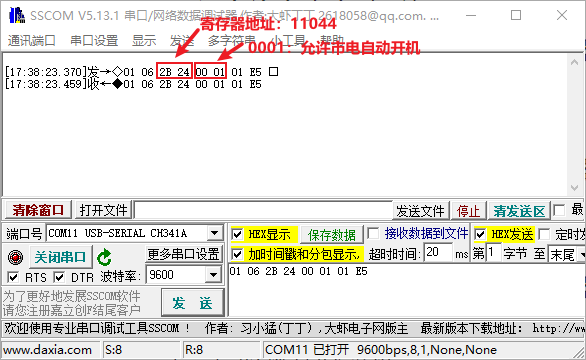 SSCOM V5.13.1 串口/网络数据调试器,作者:大虾丁丁,2618058@qq.com.
寄存器地址: 11044
通讯端口 串口设置 显示 发送 多字符串 小工具 帮助
0001: 允许市电自动开机
[17:38:23.370]发→◇01 06 2B 24 00 01 01 E5 □
[17:38:23.459]收←◆01 06 2B 24 00 01 01 E5
清除窗口 打开文件 发送文件 停止 清发送区 最
端口号 COM11 USB-SERIAL CH341A HEX显示 保存数据 接收数据到文件 HEX发送 定时发
关闭串口 更多串口设置 加时间戳和分包显示, 超时时间: 20 ms 第1 字节 至 末尾
RTS DTR 波特率: 9600 01 06 2B 24 00 01 01 E5
为了更好地发展SSCOM软件
请您注册嘉立创F结尾客户
发 送
欢迎使用专业串口调试工具SSCOM ! 作者: 习小猛(丁丁),大虾电子网版主 最新版本下载地址: http://ww
www.daxia.com S:8 R:8 COM11 已打开 9600bps,8,1,None,None